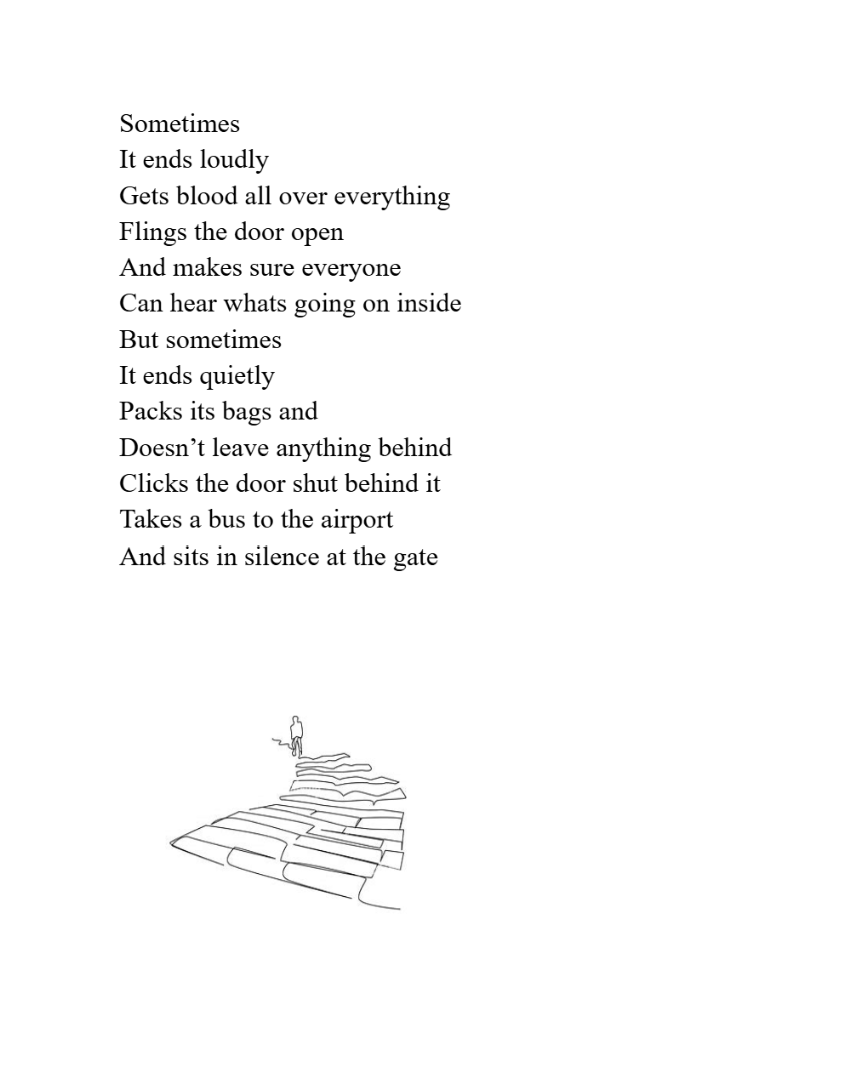 Sometimes
It ends loudly
Gets blood all over everything
Flings the door open
And makes sure everyone
Can hear whats going on inside
But sometimes
It ends quietly
Packs its bags and
Doesn’t leave anything behind
Clicks the door shut behind it
Takes a bus to the airport
And sits in silence at the gate